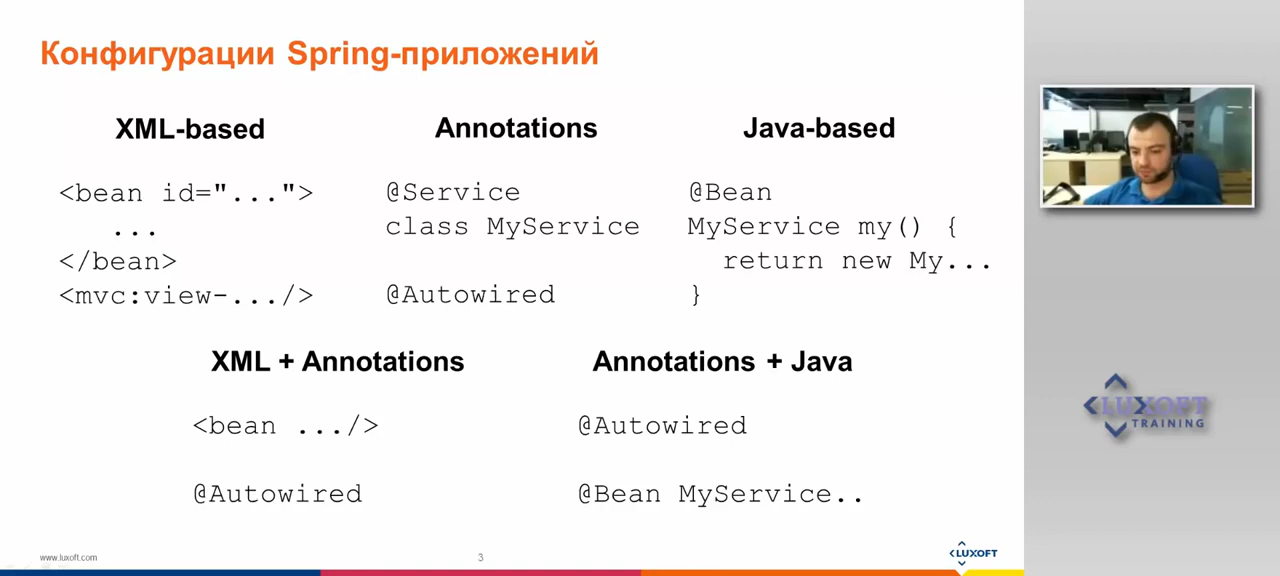 Конфигурации Spring-приложений
XML-based
<bean id="...">
...
</bean>
<mvc:view-.../>
Annotations
@Service
class MyService
@Autowired
Java-based
@Bean
MyService my() {
return new My...
}
XML + Annotations
<bean .../>
@Autowired
Annotations + Java
@Autowired
@Bean MyService..
www.luxoft.com
3
LUXOFT
LUXOFT
TRAINING